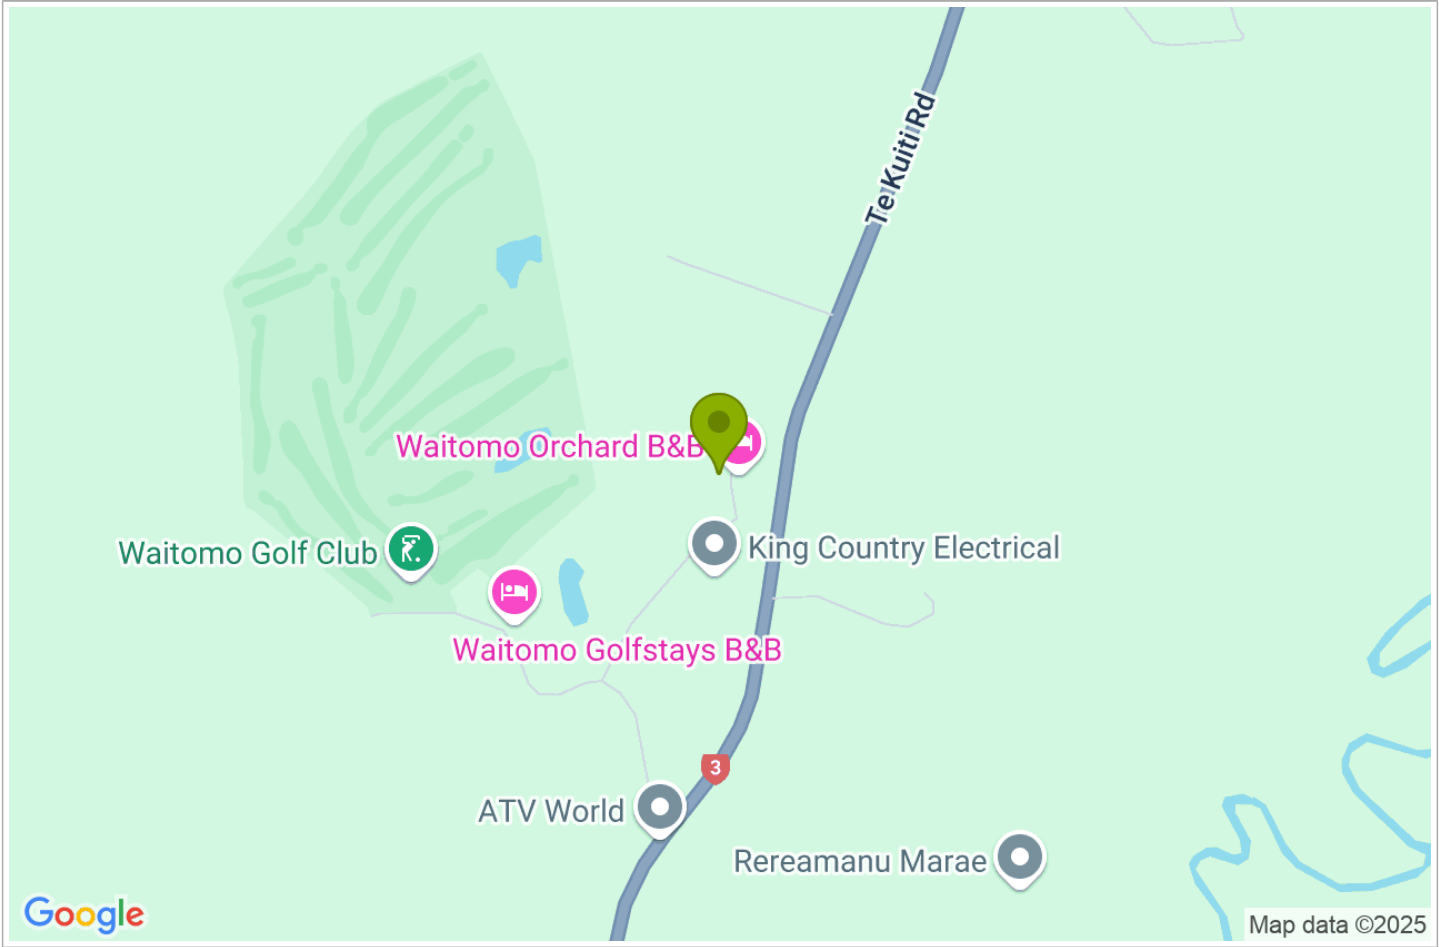 Te Kuiti Rd
Waitomo Orchard B&B
Waitomo Golf Club
King Country Electrical
Waitomo Golfstays B&B
3
ATV World
Rereamanu Marae
Google
Map data ©2025